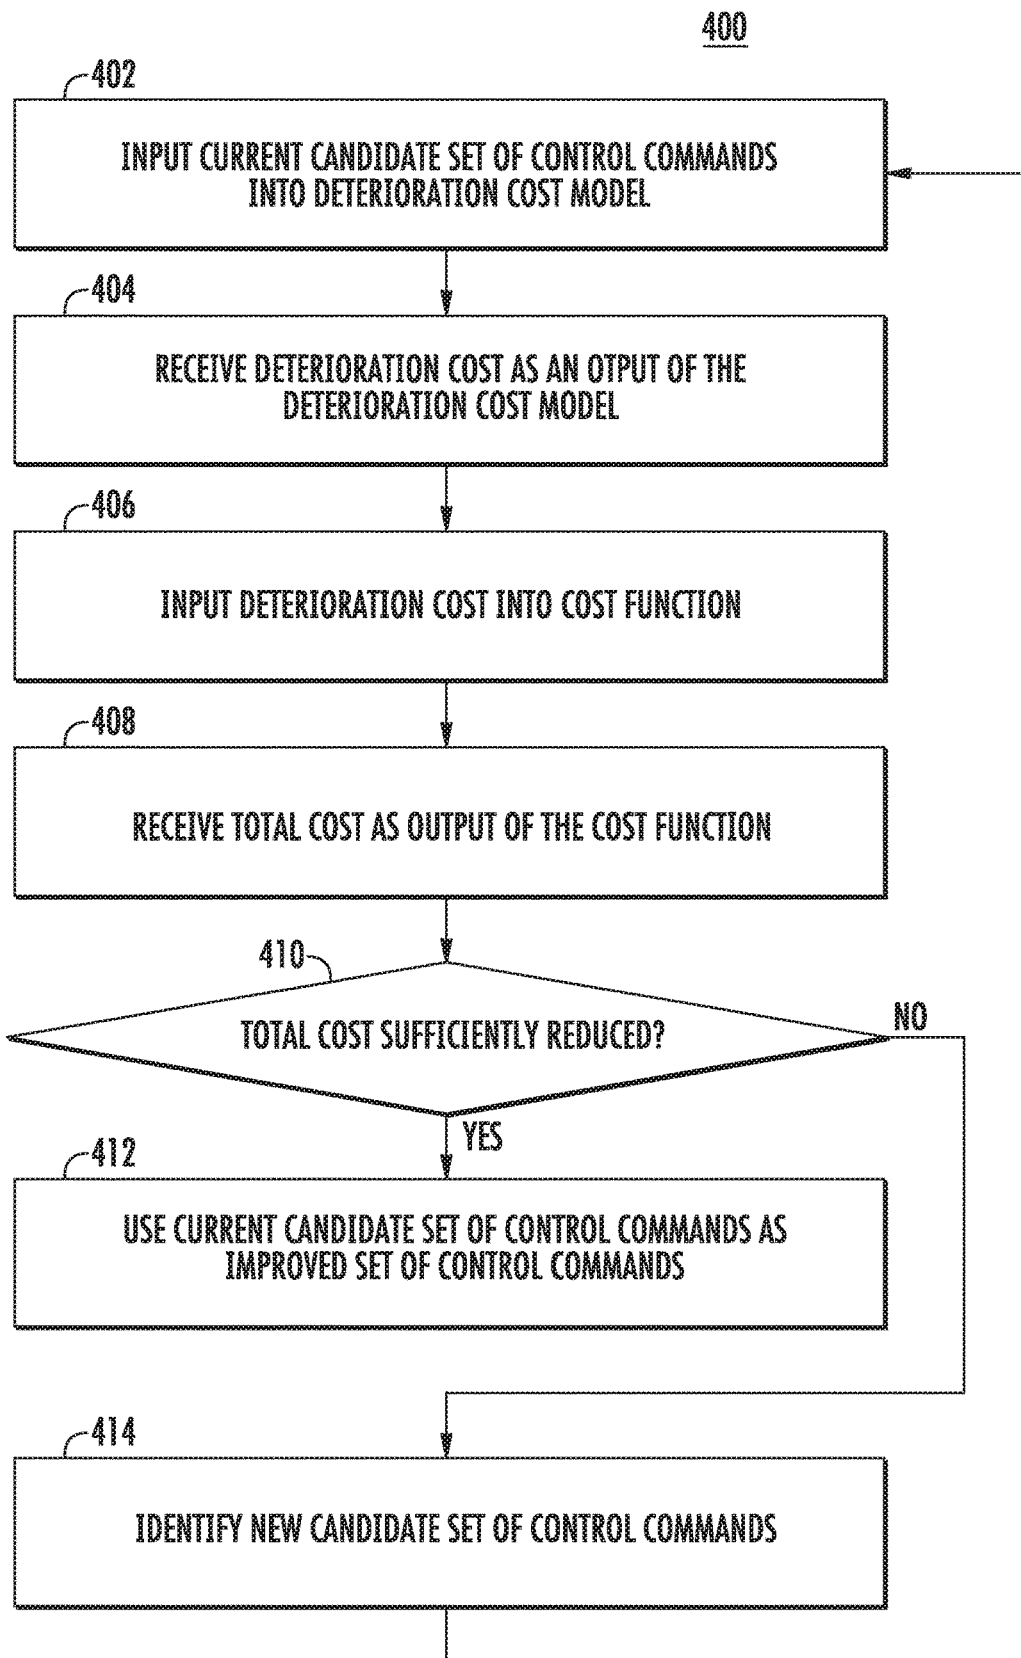 400
402
INPUT CURRENT CANDIDATE SET OF CONTROL COMMANDS
INTO DETERIORATION COST MODEL
404
RECEIVE DETERIORATION COST AS AN OTPUT OF THE
DETERIORATION COST MODEL
406
INPUT DETERIORATION COST INTO COST FUNCTION
408
RECEIVE TOTAL COST AS OUTPUT OF THE COST FUNCTION
410
TOTAL COST SUFFICIENTLY REDUCED?
NO
YES
412
USE CURRENT CANDIDATE SET OF CONTROL COMMANDS AS
IMPROVED SET OF CONTROL COMMANDS
414
IDENTIFY NEW CANDIDATE SET OF CONTROL COMMANDS